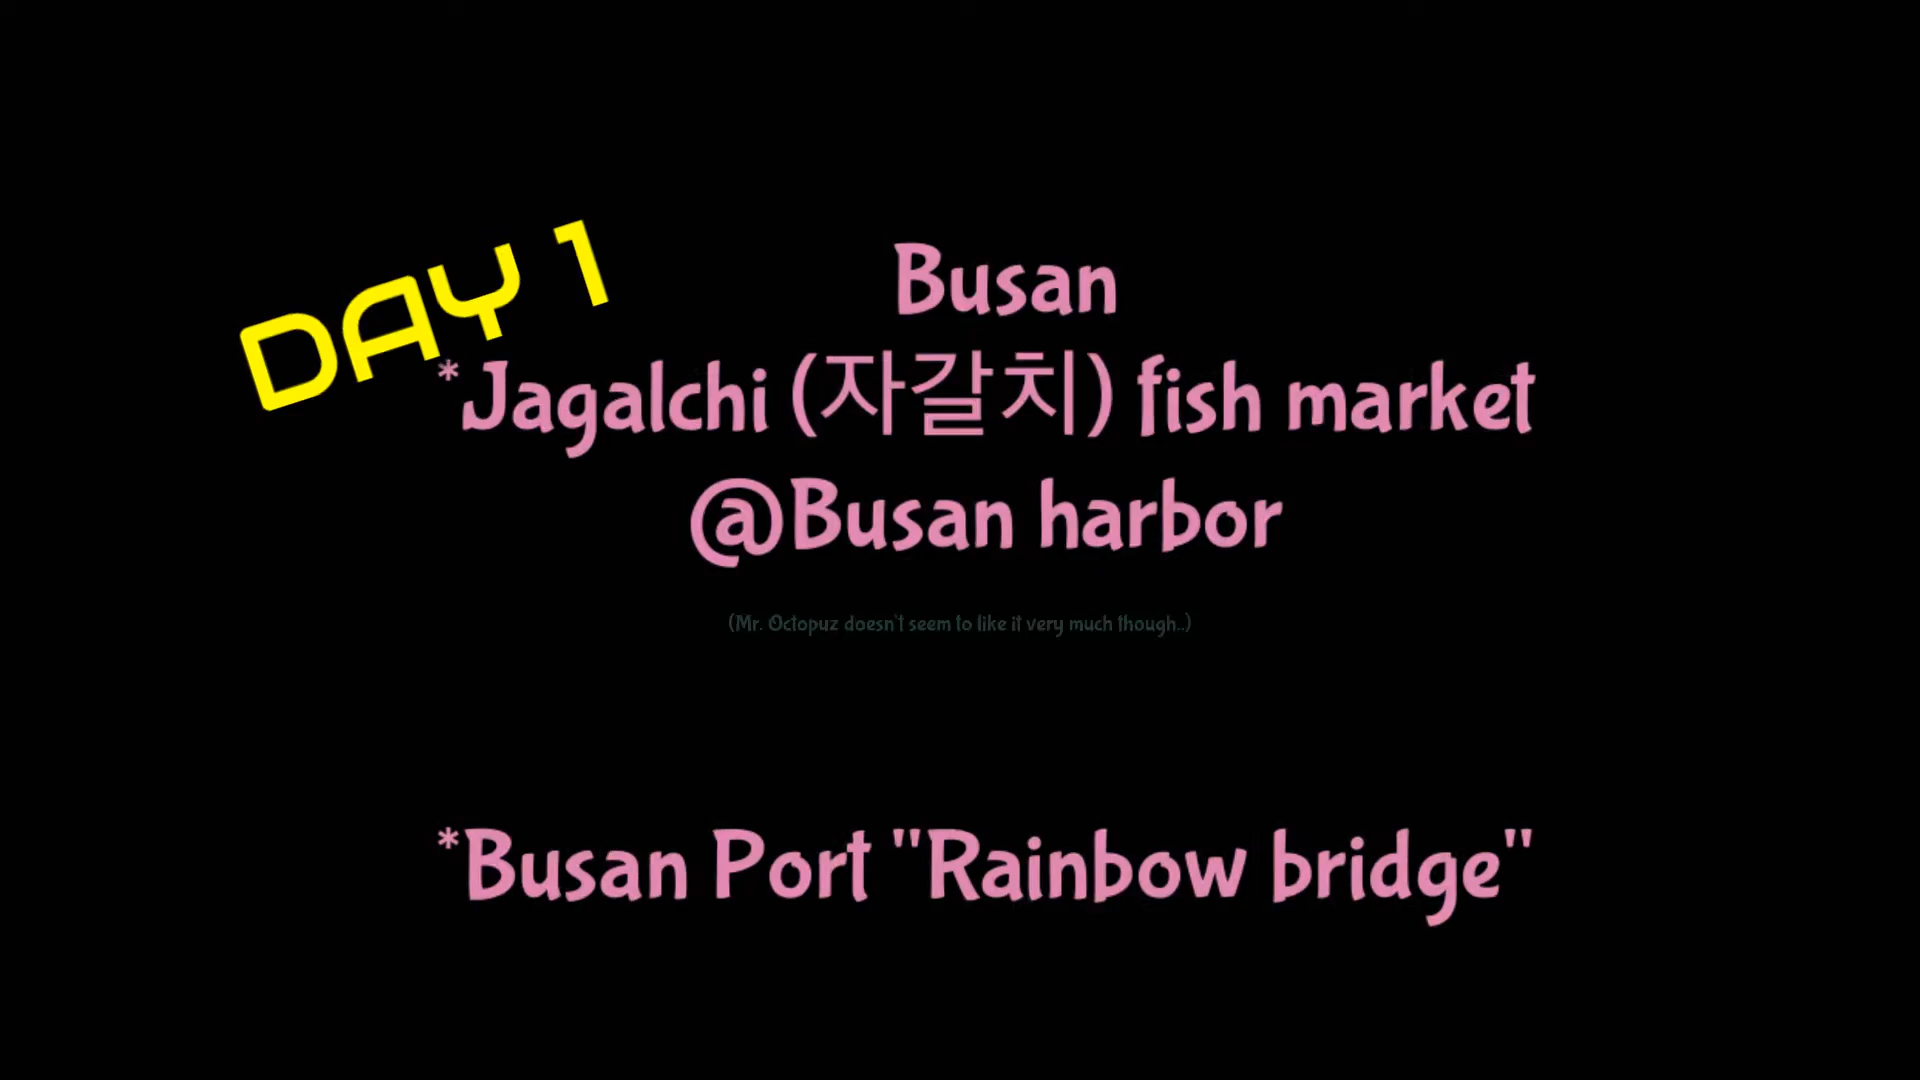 DAY 1
Busan
*Jagalchi (자갈치) fish market
@Busan harbor
(Mr. Octopuz doesn't seem to like it very much though..)
*Busan Port "Rainbow bridge"